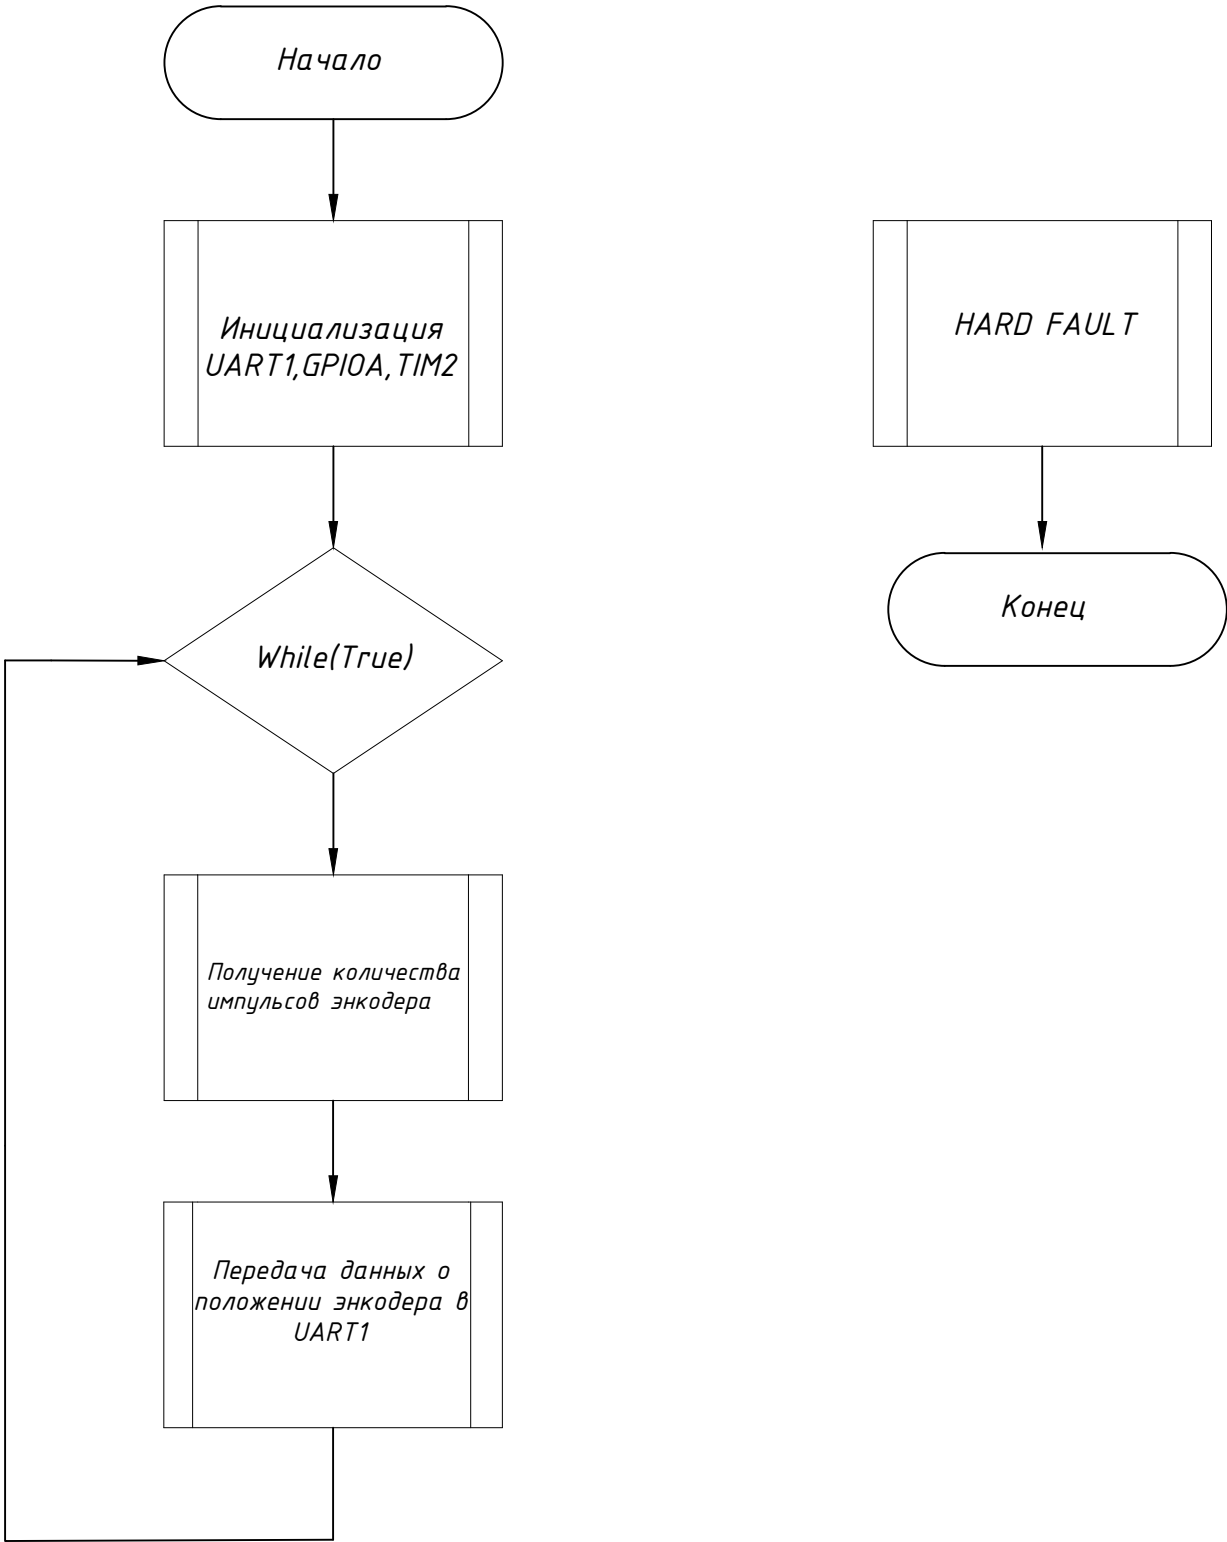 Начало
Инициализация
UART1,GPIOA,TIM2
HARD FAULT
While(True)
Конец
Получение количества
импульсов энкодера
Передача данных о
положении энкодера в
UART1